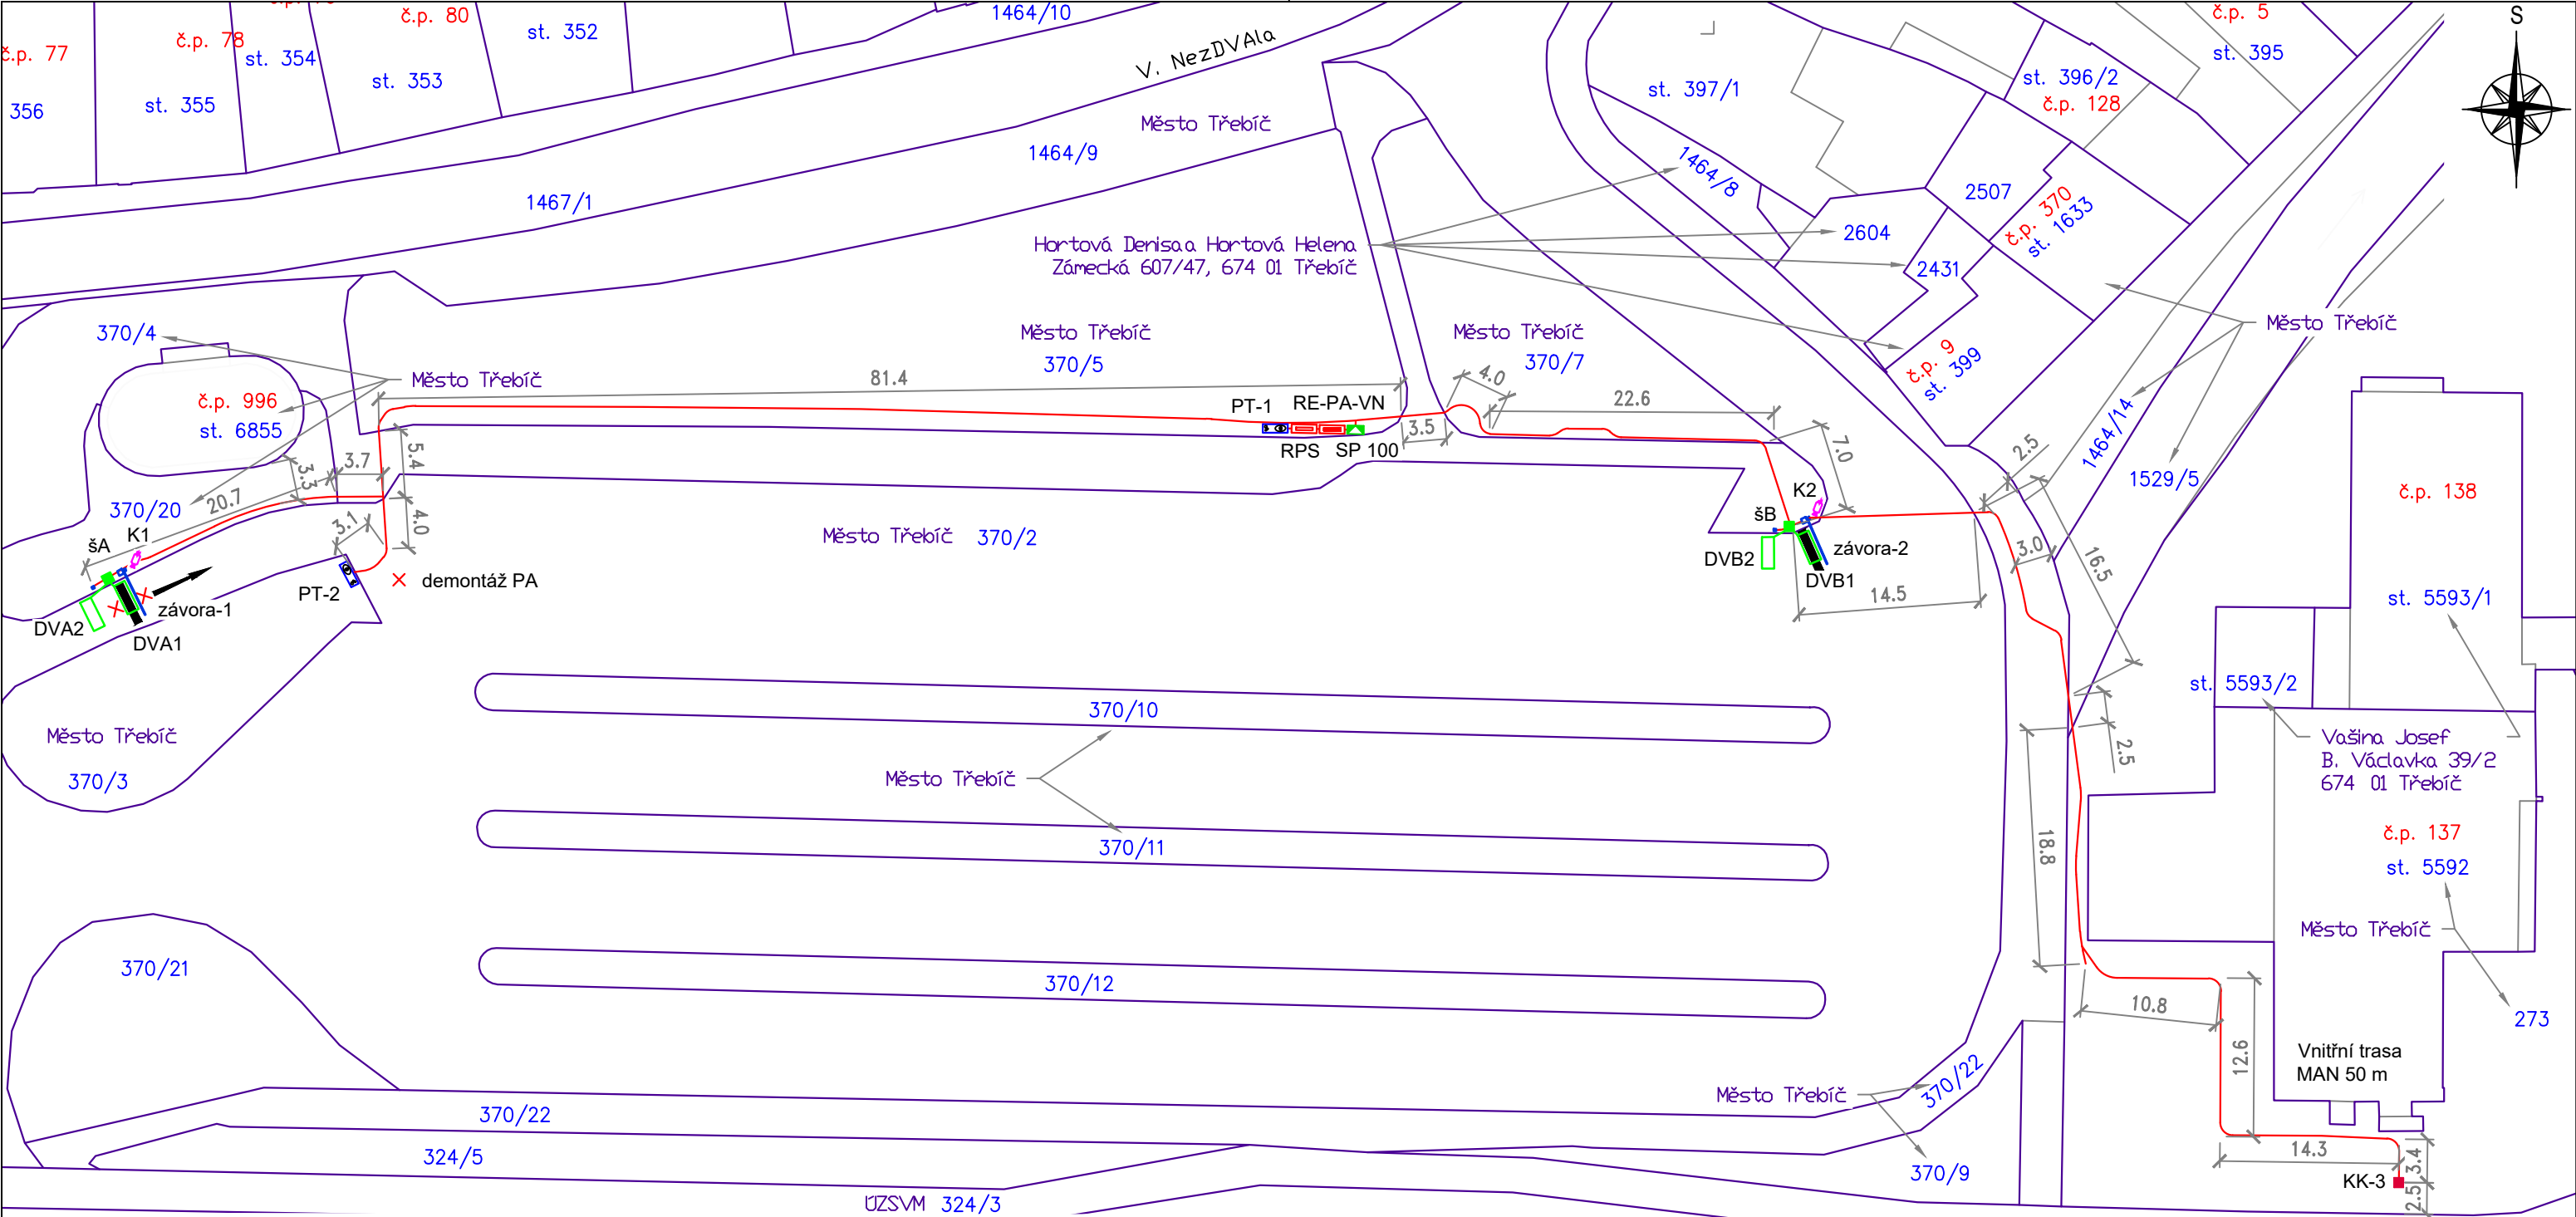 č.p. 80
1464/10
č.p. 5
S
č.p. 77
č.p. 78
st. 352
V. NezDVAla
st. 354
st. 395
st. 353
st. 396/2
356
st. 355
st. 397/1
č.p. 128
Město Třebíč
1464/9
1464/8
1467/1
2507
č.p. 370
st. 1633
2604
Hortová Denisaa Hortová Helena
Zámecká 607/47, 674 01 Třebíč
2431
370/4
Město Třebíč
370/5
Město Třebíč
370/7
Město Třebíč
č.p. 9
st. 399
Město Třebíč
81.4
4.0
č.p. 996
st. 6855
PT-1
RE-PA-VN
22.6
3.5
RPS
SP 100
5.4
3.7
3.3
20.7
7.0
2.5
1464/14
1529/5
č.p. 138
370/20
4.0
3.1
K1
šA
Město Třebíč 370/2
K2
šB
závora-2
DVB2
DVB1
3.0
16.5
14.5
demontáž PA
PT-2
závora-1
DVA2
DVA1
st. 5593/1
st. 5593/2
370/10
Město Třebíč
370/3
Město Třebíč
2.5
Vašina Josef
B. Václavka 39/2
674 01 Třebíč
18.8
370/11
č.p. 137
st. 5592
Město Třebíč
370/21
370/12
10.8
273
12.6
Vnitřní trasa
MAN 50 m
370/22
Město Třebíč
370/22
324/5
370/9
14.3
3.4
KK-3
2.5
ÚZSVM 324/3